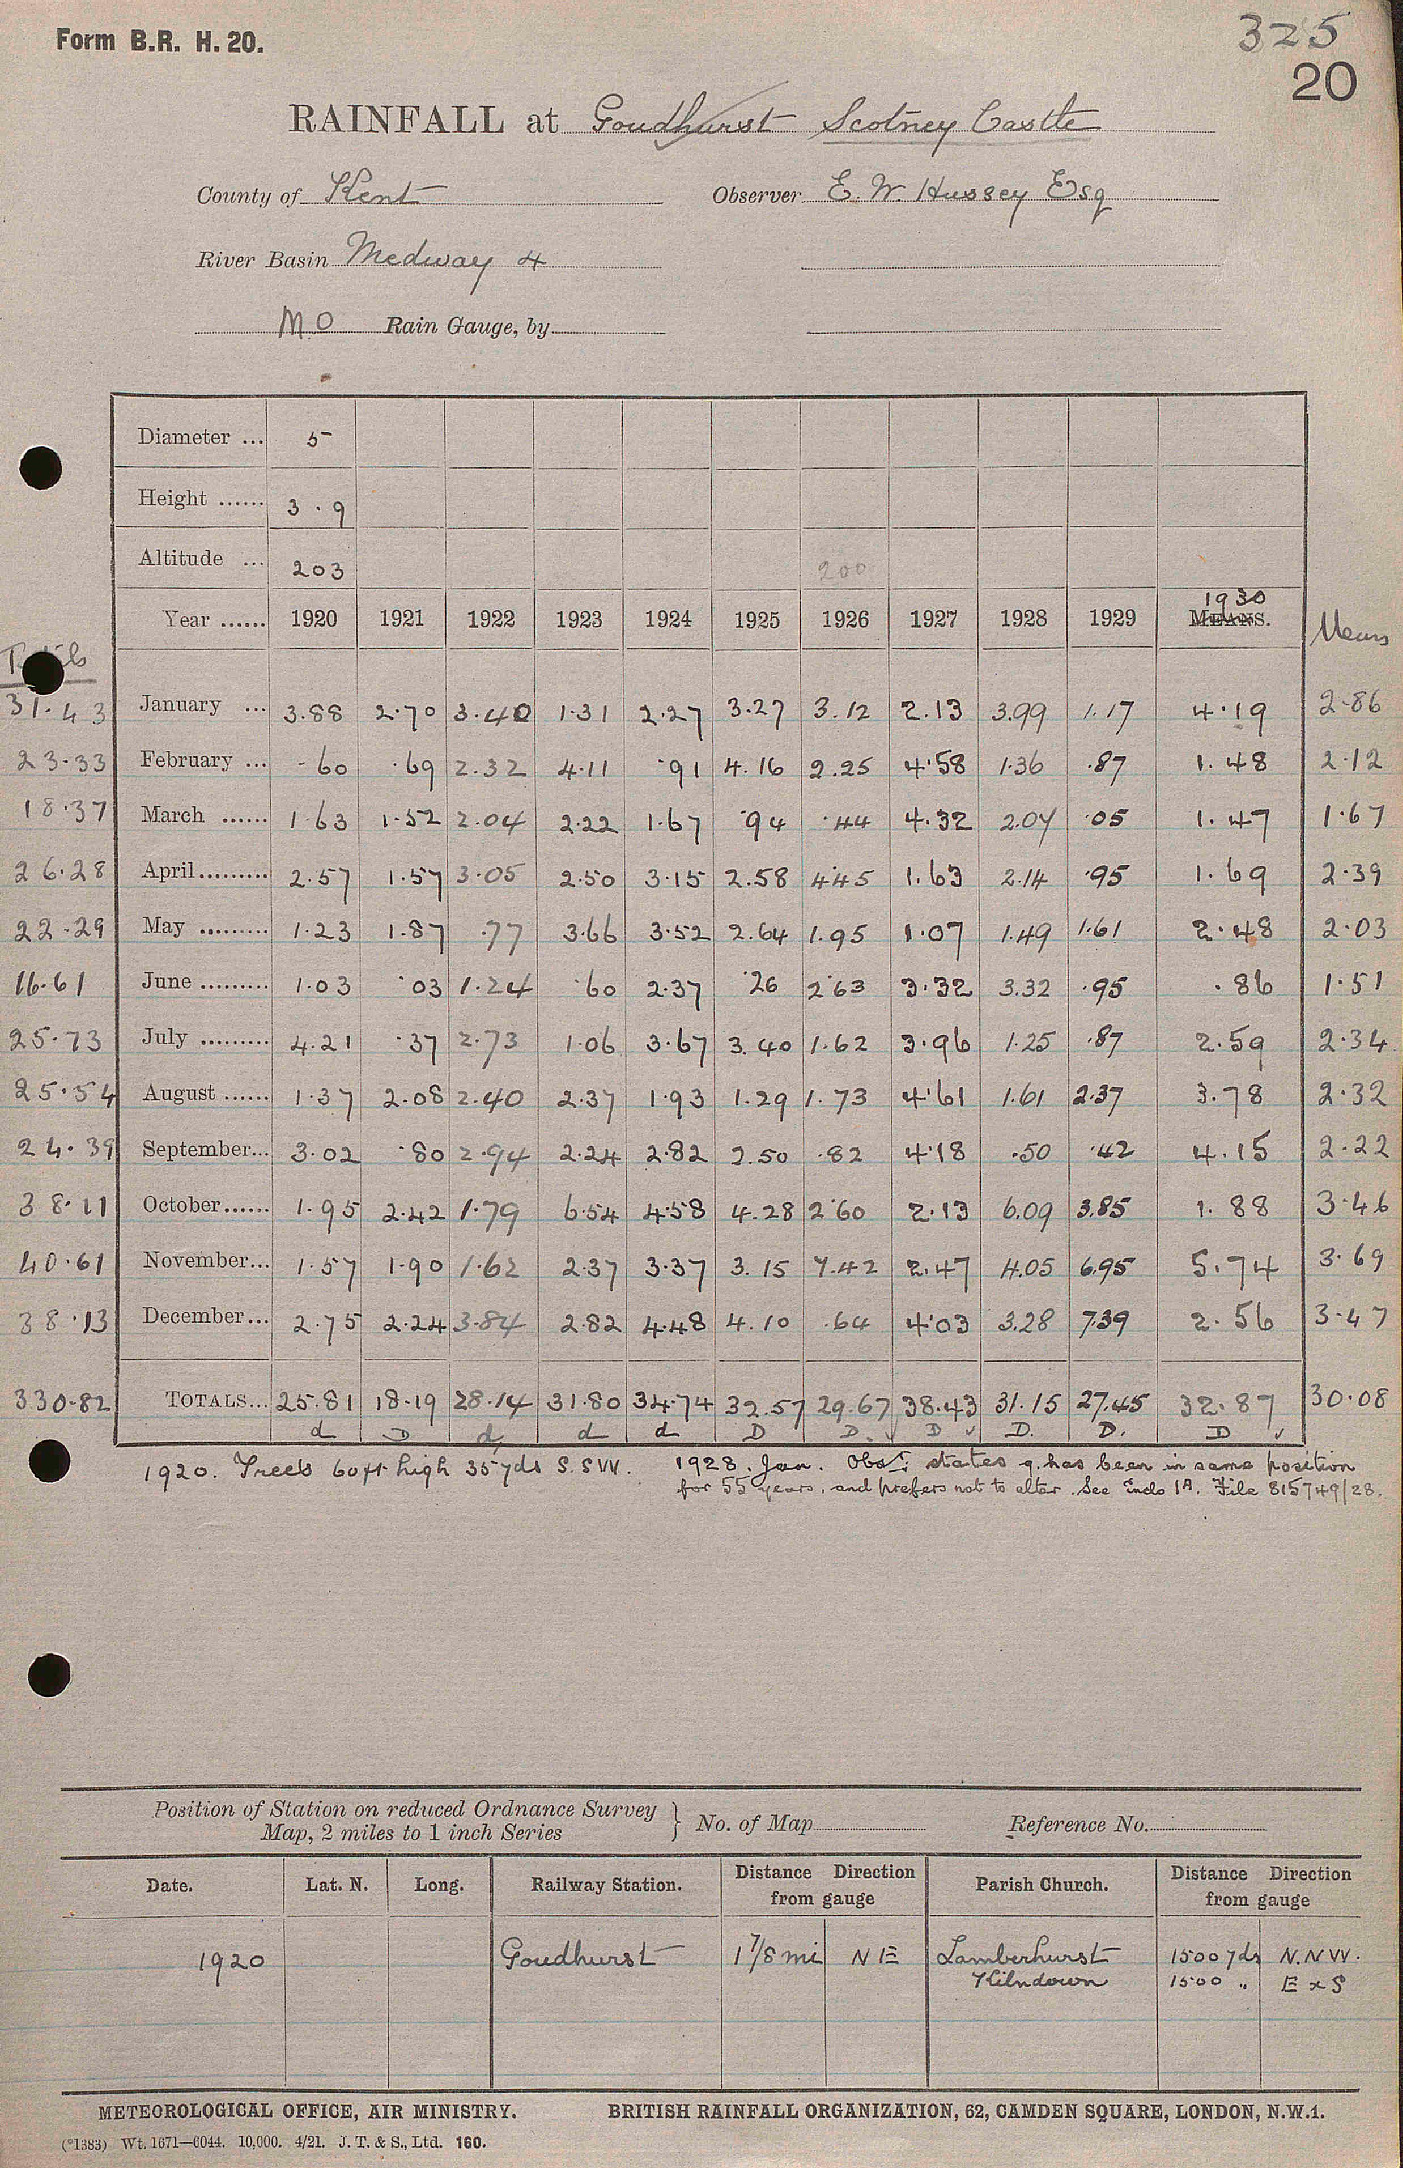 Form B.R. H. 20.
325
20
RAINFALL at Goudhurst Scotney Castle
County of Kent Observer E. W. Hussey Esq
River Basin Medway 4
M.O Rain Gauge, by
Diameter ... 5
Height ...... 3.9
Altitude ... 203 200
Year ...... 1920 1921 1922 1923 1924 1925 1926 1927 1928 1929 MEANS. 1930 Means
31.43 January ... 3.88 2.70 3.40 1.31 2.27 3.27 3.12 2.13 3.99 1.17 4.19 2.86
23.33 February ... .60 .69 2.32 4.11 .91 4.16 2.25 4.58 1.36 .87 1.48 2.12
18.37 March ...... 1.63 1.52 2.04 2.22 1.67 .94 .44 4.32 2.07 .05 1.47 1.67
26.28 April......... 2.57 1.57 3.05 2.50 3.15 2.58 4.45 1.63 2.14 .95 1.69 2.39
22.29 May ......... 1.23 1.87 .77 3.66 3.52 2.64 1.95 1.07 1.49 1.61 2.48 2.03
16.61 June ......... 1.03 .03 1.24 .60 2.37 .26 2.63 3.32 3.32 .95 .86 1.51
25.73 July ......... 4.21 .37 2.73 1.06 3.67 3.40 1.62 3.96 1.25 .87 2.59 2.34
25.54 August ...... 1.37 2.08 2.40 2.37 1.93 1.29 1.73 4.61 1.61 2.37 3.78 2.32
24.39 September... 3.02 .80 2.94 2.24 2.82 2.50 .82 4.18 .50 .42 4.15 2.22
38.11 October...... 1.95 2.42 1.79 6.54 4.58 4.28 2.60 2.13 6.09 3.85 1.88 3.46
40.61 November... 1.57 1.90 1.62 2.37 3.37 3.15 7.42 2.47 4.05 6.95 5.74 3.69
38.13 December... 2.75 2.24 3.84 2.82 4.48 4.10 .64 4.03 3.28 7.39 2.56 3.47
330.82 TOTALS... 25.81 18.19 28.14 31.80 34.74 32.57 29.67 38.43 31.15 27.45 32.87 30.08
d D d d d D D. D D. D. D
1920. Trees 60ft high 35yds S.SW. 1928. Jan. Obsr. states g. has been in same position
for 55 years, and prefers not to alter. See Enclo 1A. File 815749/28.
Position of Station on reduced Ordnance Survey
Map, 2 miles to 1 inch Series } No. of Map Reference No.
Date. Lat. N. Long. Railway Station. Distance Direction from gauge Parish Church. Distance Direction from gauge
1920 Goudhurst 1 7/8 mi NE Lamberhurst 1500 yds N.NW.
Kilndown 1500 " E x S
METEOROLOGICAL OFFICE, AIR MINISTRY. BRITISH RAINFALL ORGANIZATION, 62, CAMDEN SQUARE, LONDON, N.W.1.
(*1383) Wt. 1671—6044. 10,000. 4/21. J. T. & S., Ltd. 160.